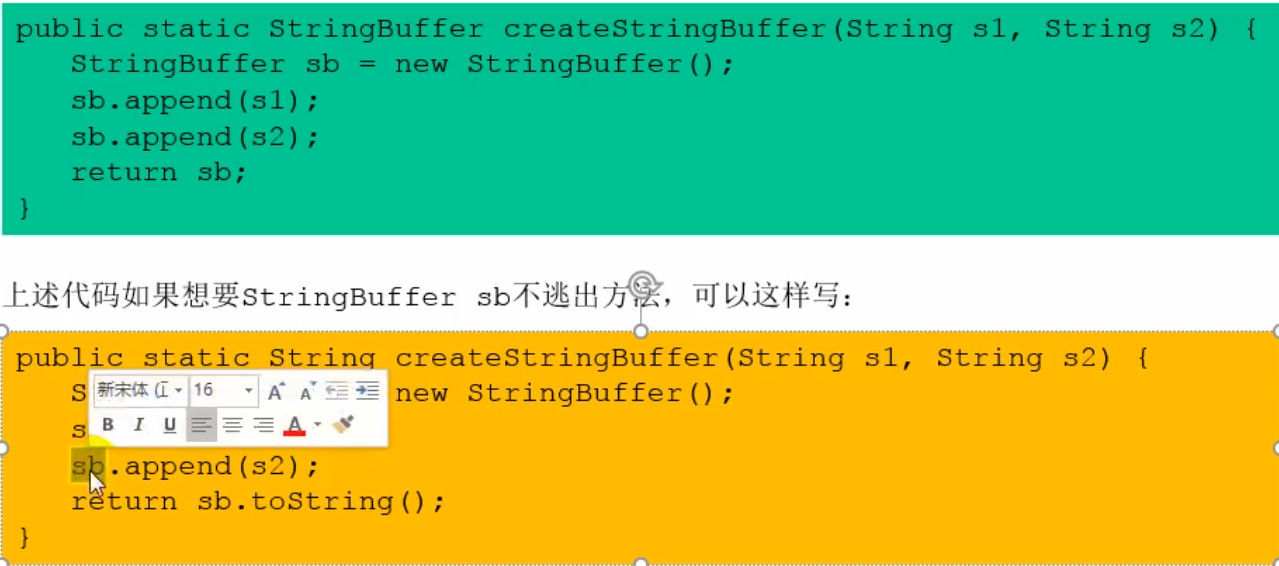 public static StringBuffer createStringBuffer(String s1, String s2) {
StringBuffer sb = new StringBuffer();
sb.append(s1);
sb.append(s2);
return sb;
}
上述代码如果想要StringBuffer sb不逃出方法，可以这样写：
public static String createStringBuffer(String s1, String s2) {
S
新宋体 (正
16
A
A
new StringBuffer();
s
B I U
A
sb.append(s2);
return sb.toString();
}